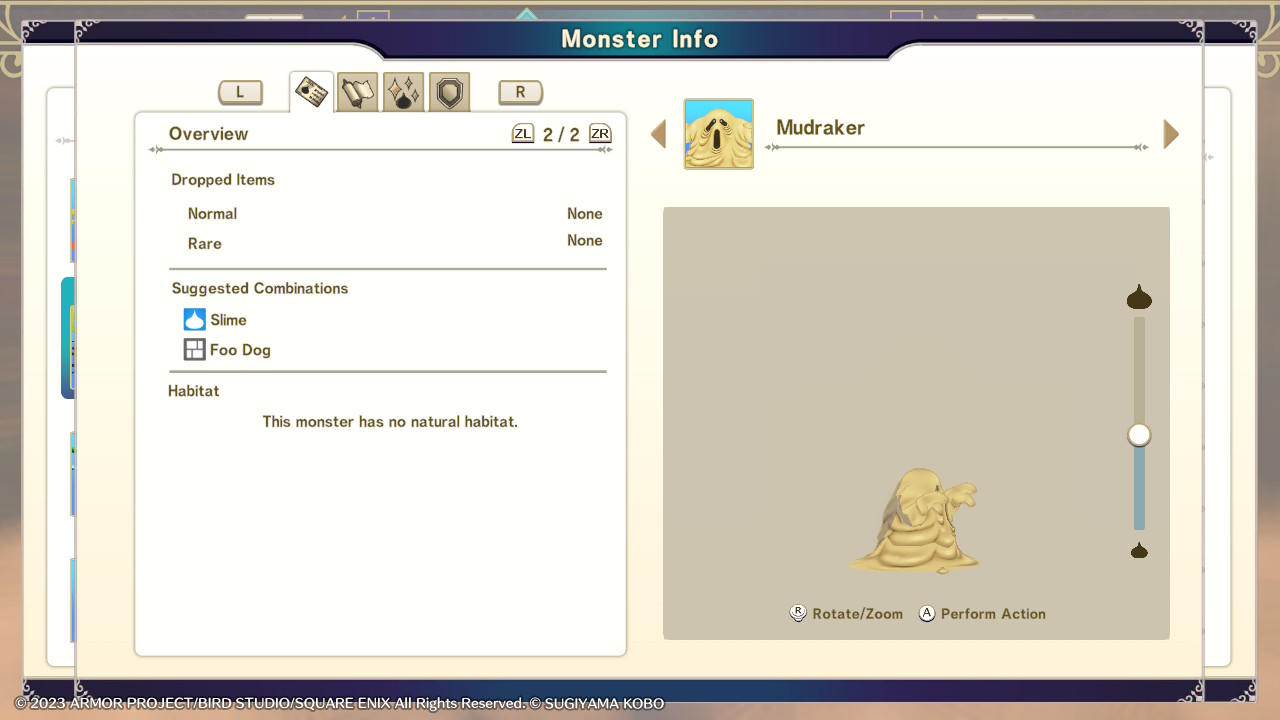 Monster Info
L
R
Overview
ZL 2 / 2 ZR
Mudraker
Dropped Items
Normal None
Rare None
Suggested Combinations
Slime
Foo Dog
Habitat
This monster has no natural habitat.
R Rotate/Zoom A Perform Action
© 2023 ARMOR PROJECT/BIRD STUDIO/SQUARE ENIX All Rights Reserved. © SUGIYAMA KOBO